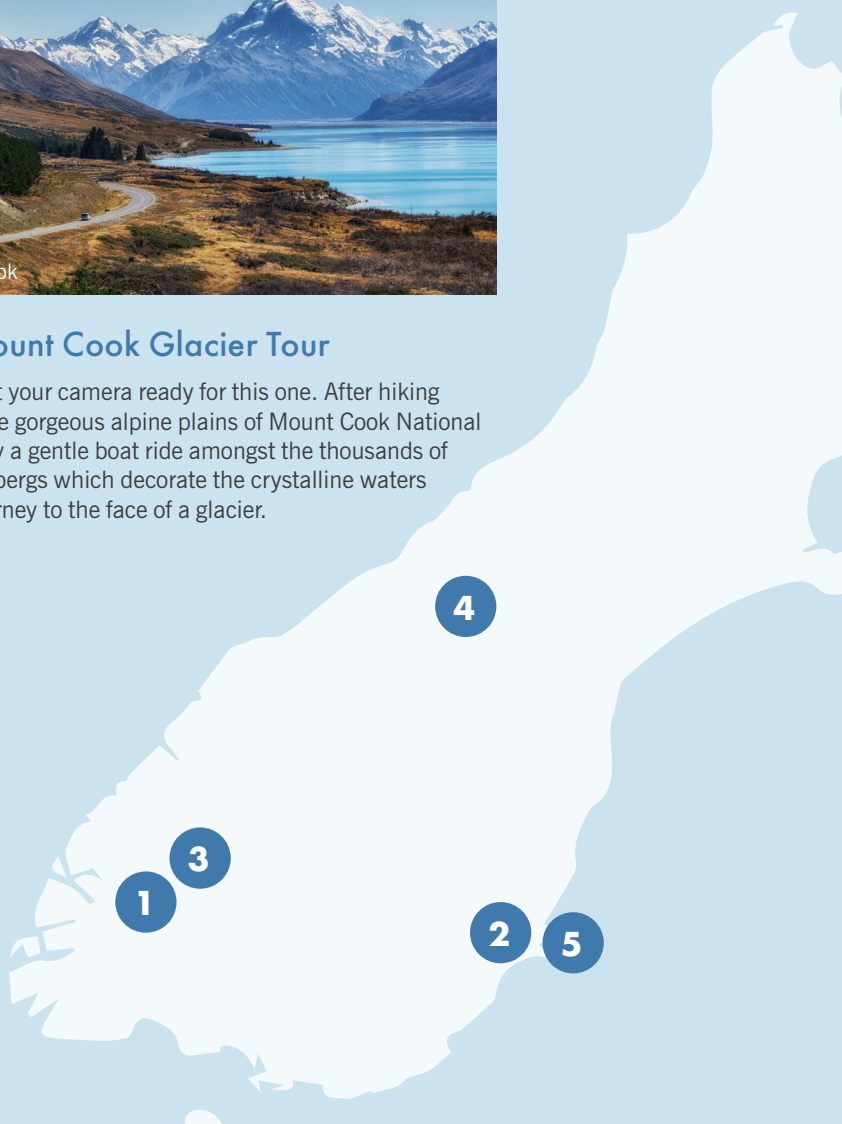 ok
ount Cook Glacier Tour
t your camera ready for this one. After hiking
e gorgeous alpine plains of Mount Cook National
y a gentle boat ride amongst the thousands of
bergs which decorate the crystalline waters
rney to the face of a glacier.
4
3
1
2
5